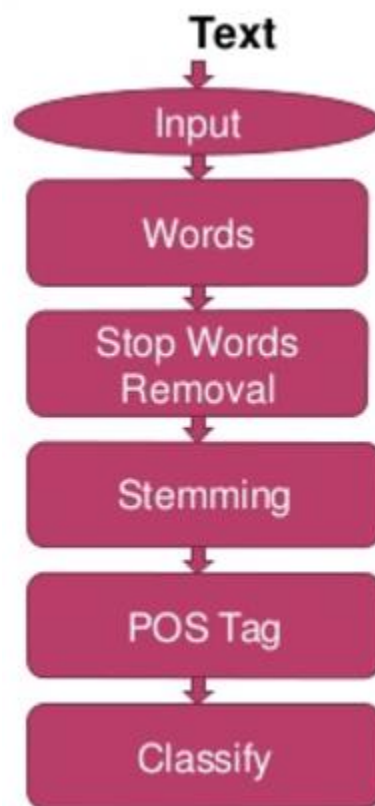 Text
Input
Words
Stop Words
Removal
Stemming
POS Tag
Classify